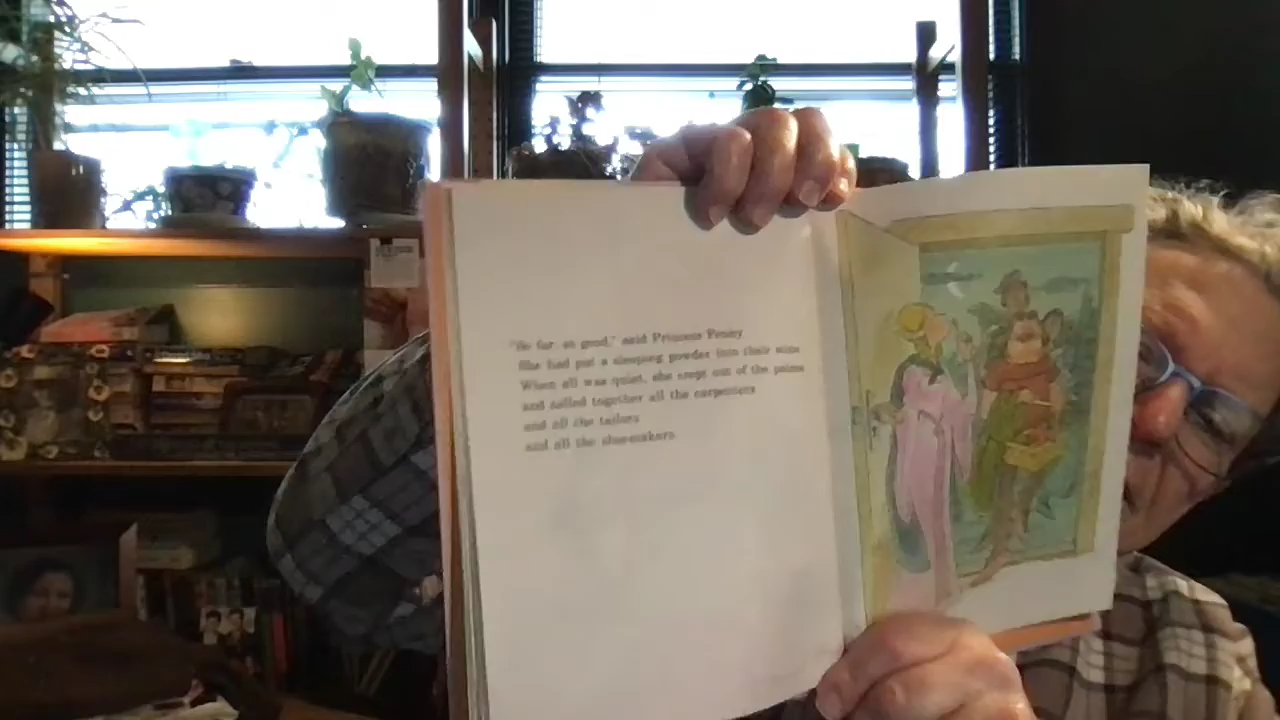 "So far so good," said Princess Penny
She had put a sleeping powder into their wine
When all was quiet, she crept out of the palace
and called together all the carpenters
and all the tailors
and all the shoemakers